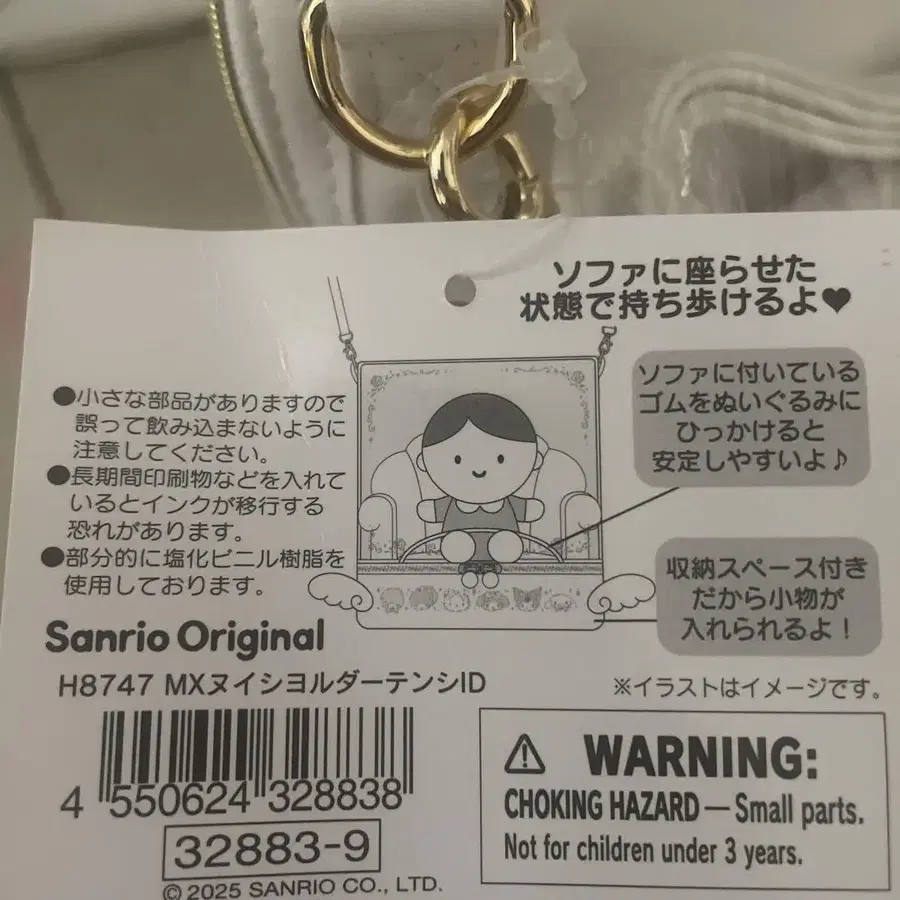 ソファに座らせた
状態で持ち歩けるよ♥
●小さな部品がありますので
誤って飲み込まないように
注意してください。
●長期間印刷物などを入れて
いるとインクが移行する
恐れがあります。
●部分的に塩化ビニル樹脂を
使用しております。
ソファに付いている
ゴムをぬいぐるみに
ひっかけると
安定しやすいよ♪
収納スペース付き
だから小物が
入れられるよ！
Sanrio Original
H8747 MXヌイシヨルダーテンシID
※イラストはイメージです。
4 550624 328838
32883-9
© 2025 SANRIO CO., LTD.
⚠ WARNING:
CHOKING HAZARD — Small parts.
Not for children under 3 years.